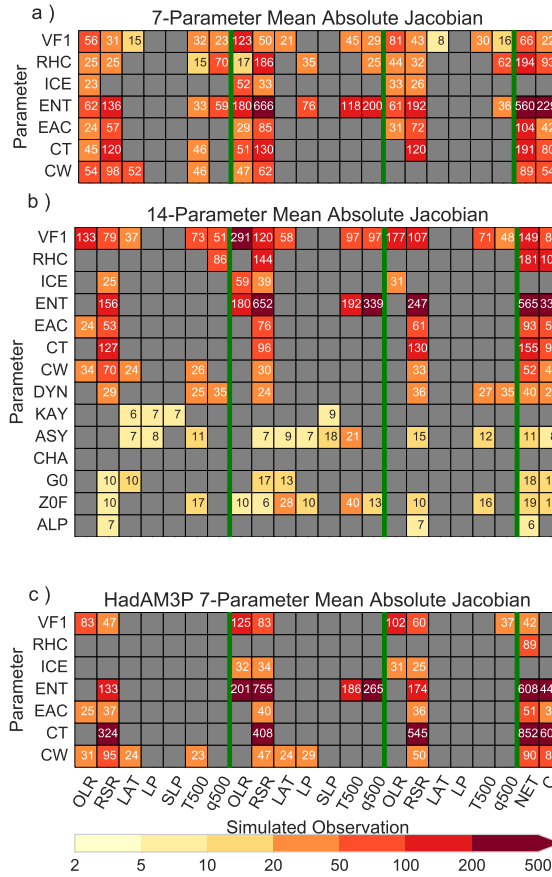 a )
7-Parameter Mean Absolute Jacobian
Parameter
VF1 56 31 15 32 23 123 50 21 45 29 81 43 8 30 16 66
RHC 25 25 15 70 17 186 35 25 44 32 62 194
ICE 23 52 33 33 26
ENT 62 136 33 59 180 666 76 118 200 61 192 36 560
EAC 24 57 29 85 31 72 104
CT 45 120 46 51 130 120 191
CW 54 98 52 46 47 62 89
b )
14-Parameter Mean Absolute Jacobian
Parameter
VF1 133 79 37 73 51 291 120 58 97 97 177 107 71 48 149
RHC 86 144 181
ICE 25 59 39 31
ENT 156 180 652 192 339 247 565
EAC 24 53 76 61 93
CT 127 96 130 155
CW 34 70 24 26 30 33 52
DYN 29 25 35 24 36 27 35 40
KAY 6 7 7 9
ASY 7 8 11 7 9 7 18 21 15 12 11
CHA
G0 10 10 17 13 18
Z0F 10 17 10 6 28 10 40 13 10 16 19
ALP 7 7 6
c )
HadAM3P 7-Parameter Mean Absolute Jacobian
Parameter
VF1 83 47 125 83 102 60 37 42
RHC 89
ICE 32 34 31 25
ENT 133 201 755 186 265 174 608
EAC 25 37 40 36 51
CT 324 408 545 852
CW 31 95 24 23 47 24 29 50 90
OLR RSR LAT LP SLP T500 q500 OLR RSR LAT LP SLP T500 q500 OLR RSR LAT LP T500 q500 NET
Simulated Observation
2 5 10 20 50 100 200 500